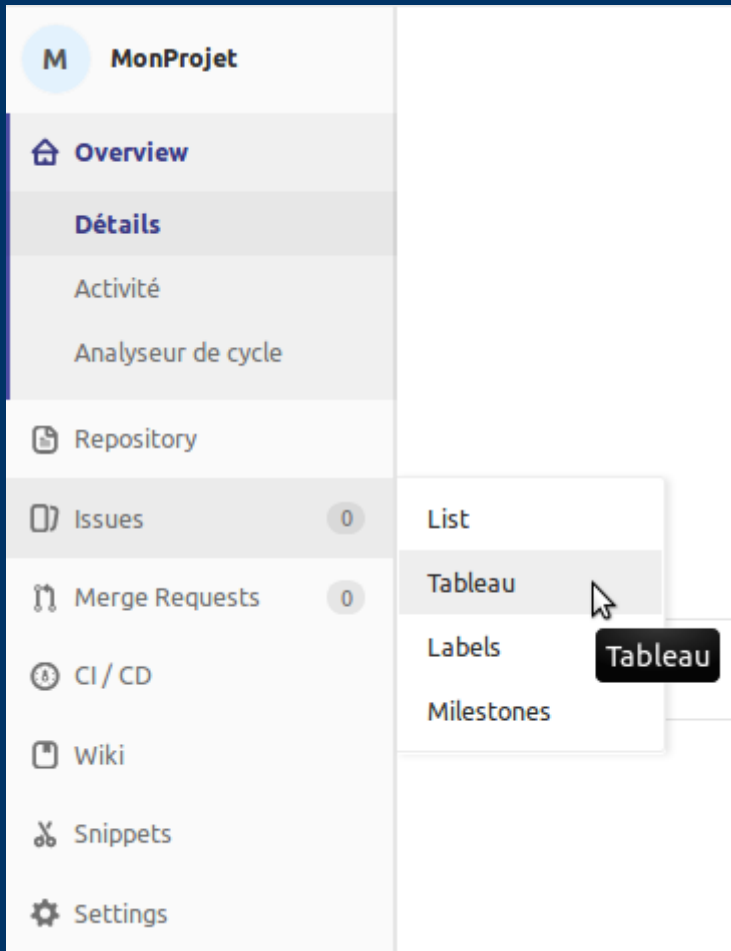 M MonProjet
Overview
Détails
Activité
Analyseur de cycle
Repository
Issues 0
List
Tableau
Tableau
Labels
Milestones
Merge Requests 0
CI / CD
Wiki
Snippets
Settings